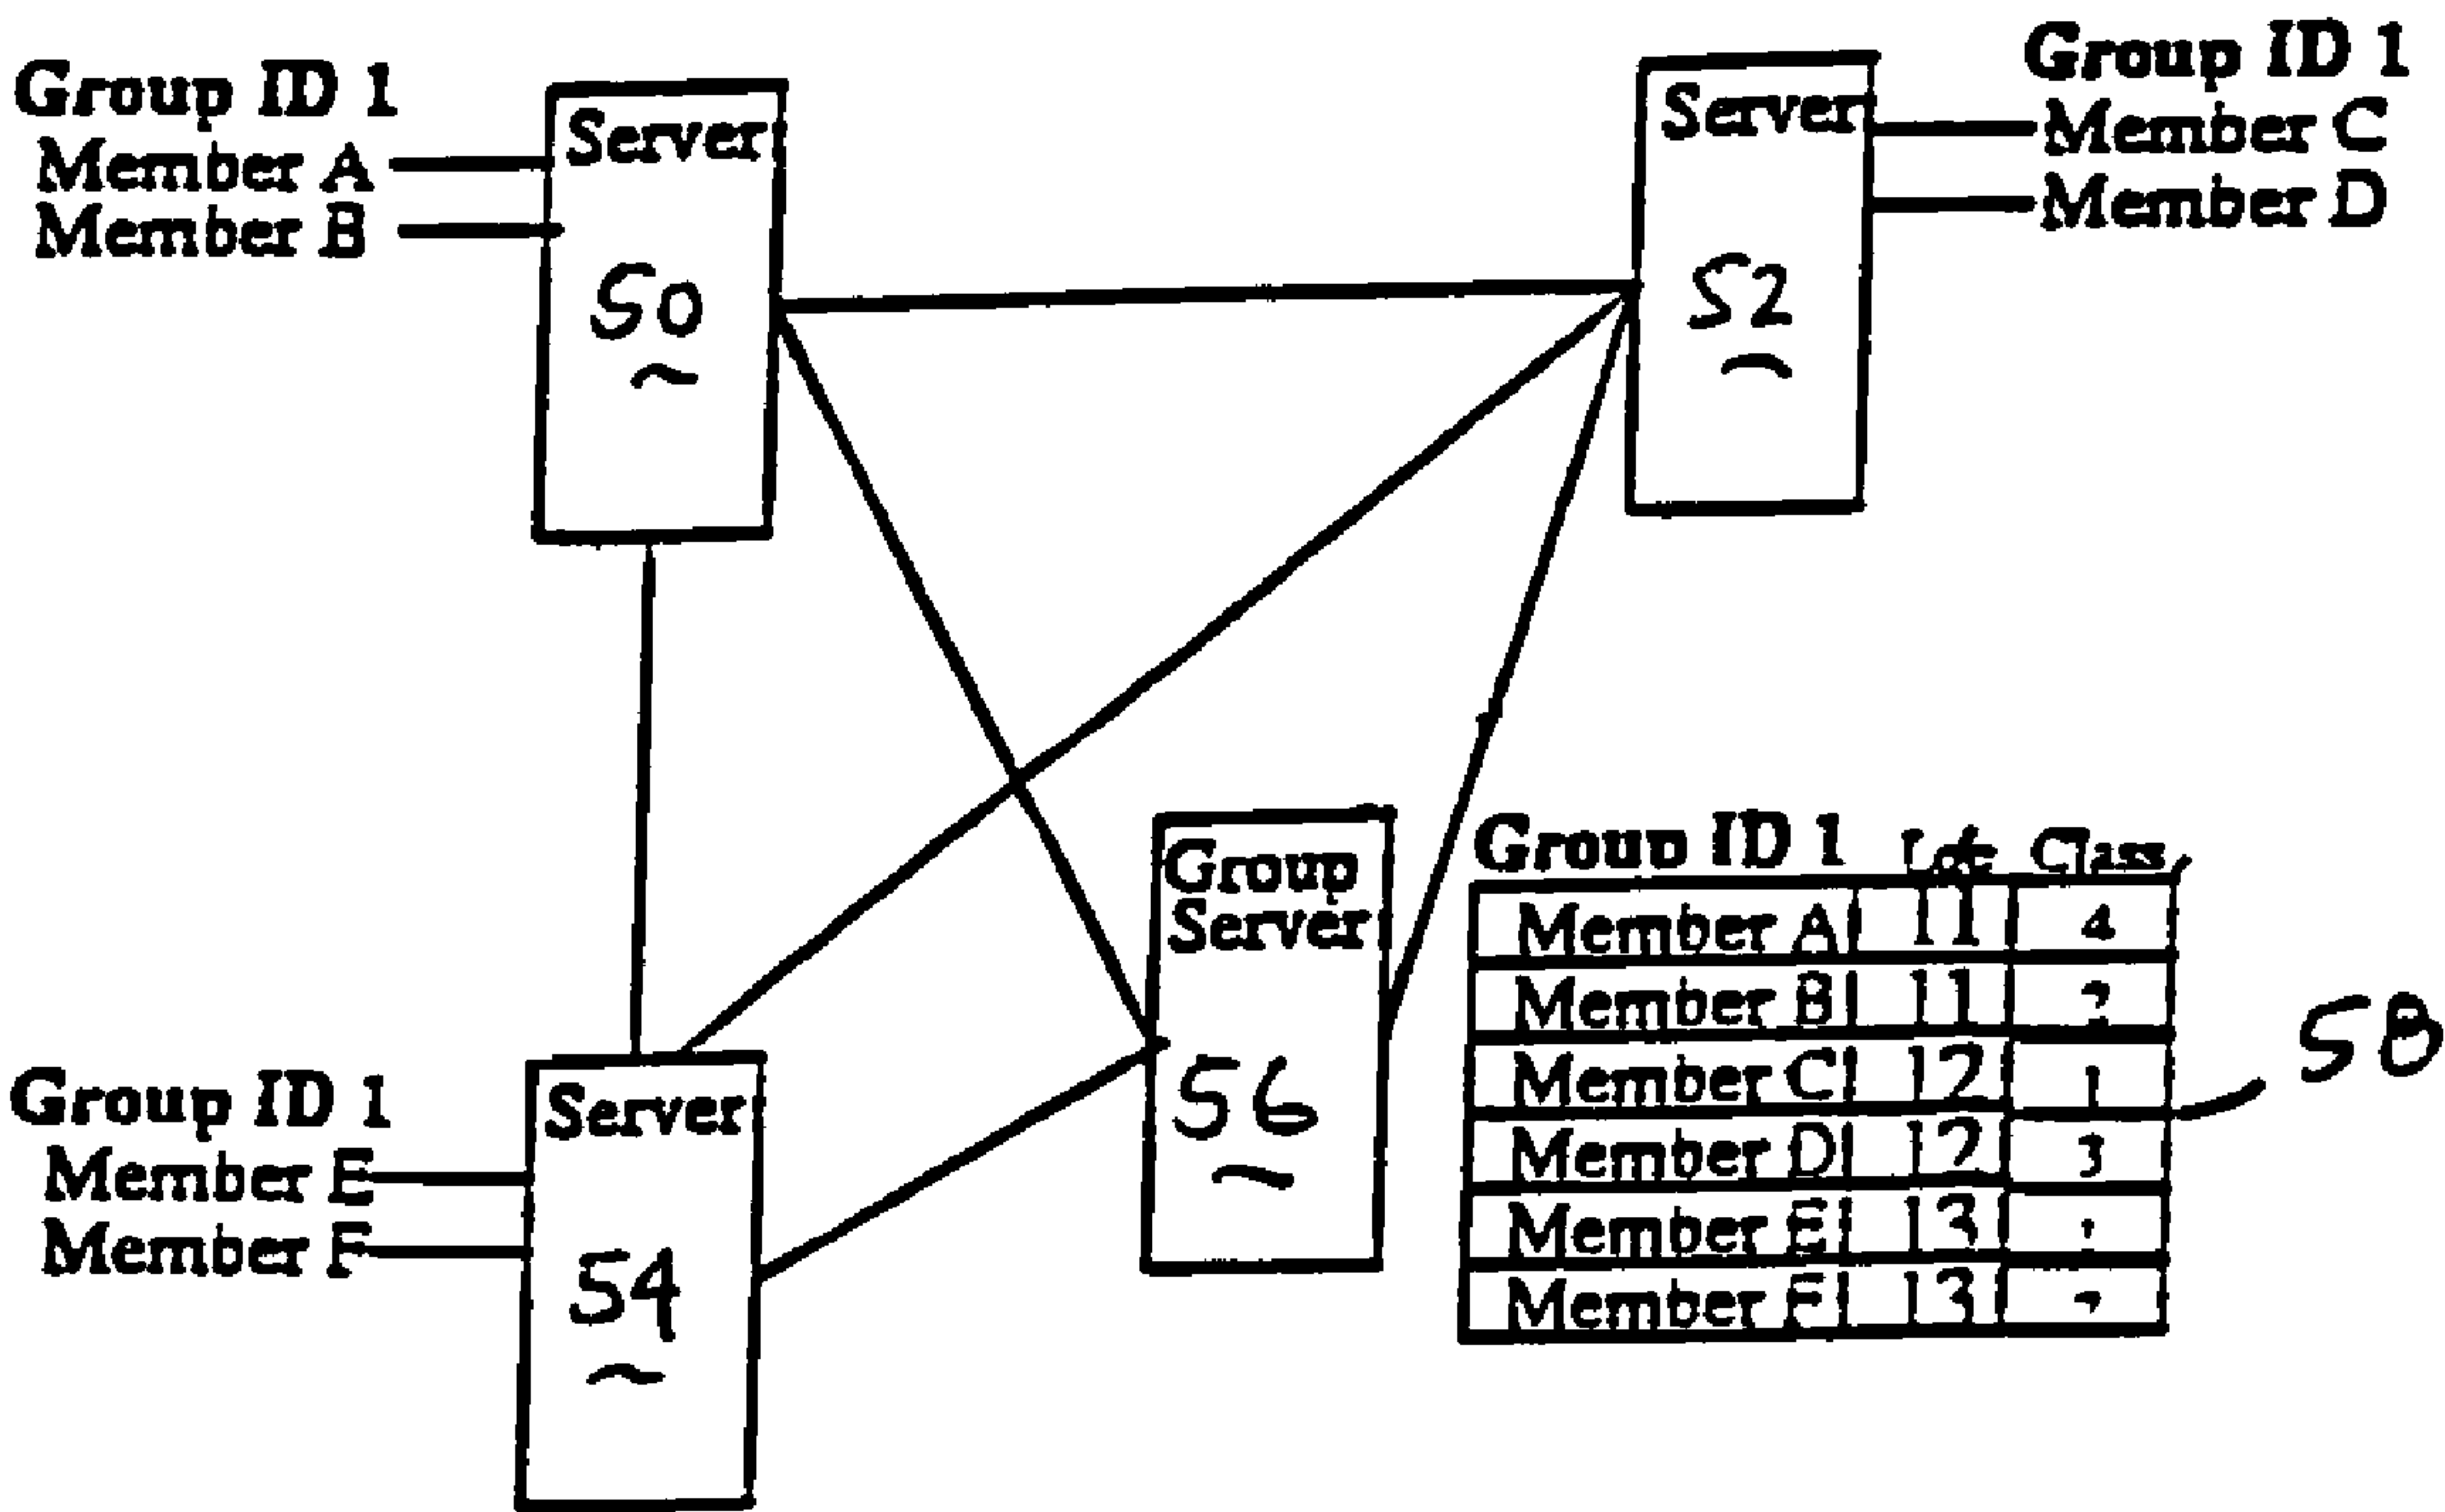 Group ID 1
Member A
Member B
Server
50
Server
52
Group ID 1
Member C
Member D
Group ID 1
Member E
Member F
Server
54
Group
Server
56
Group ID 1 Class
Member A 11 4
Member B 11
Member C 12 1
Member D 12 3
Member E 13
Member F 13
58